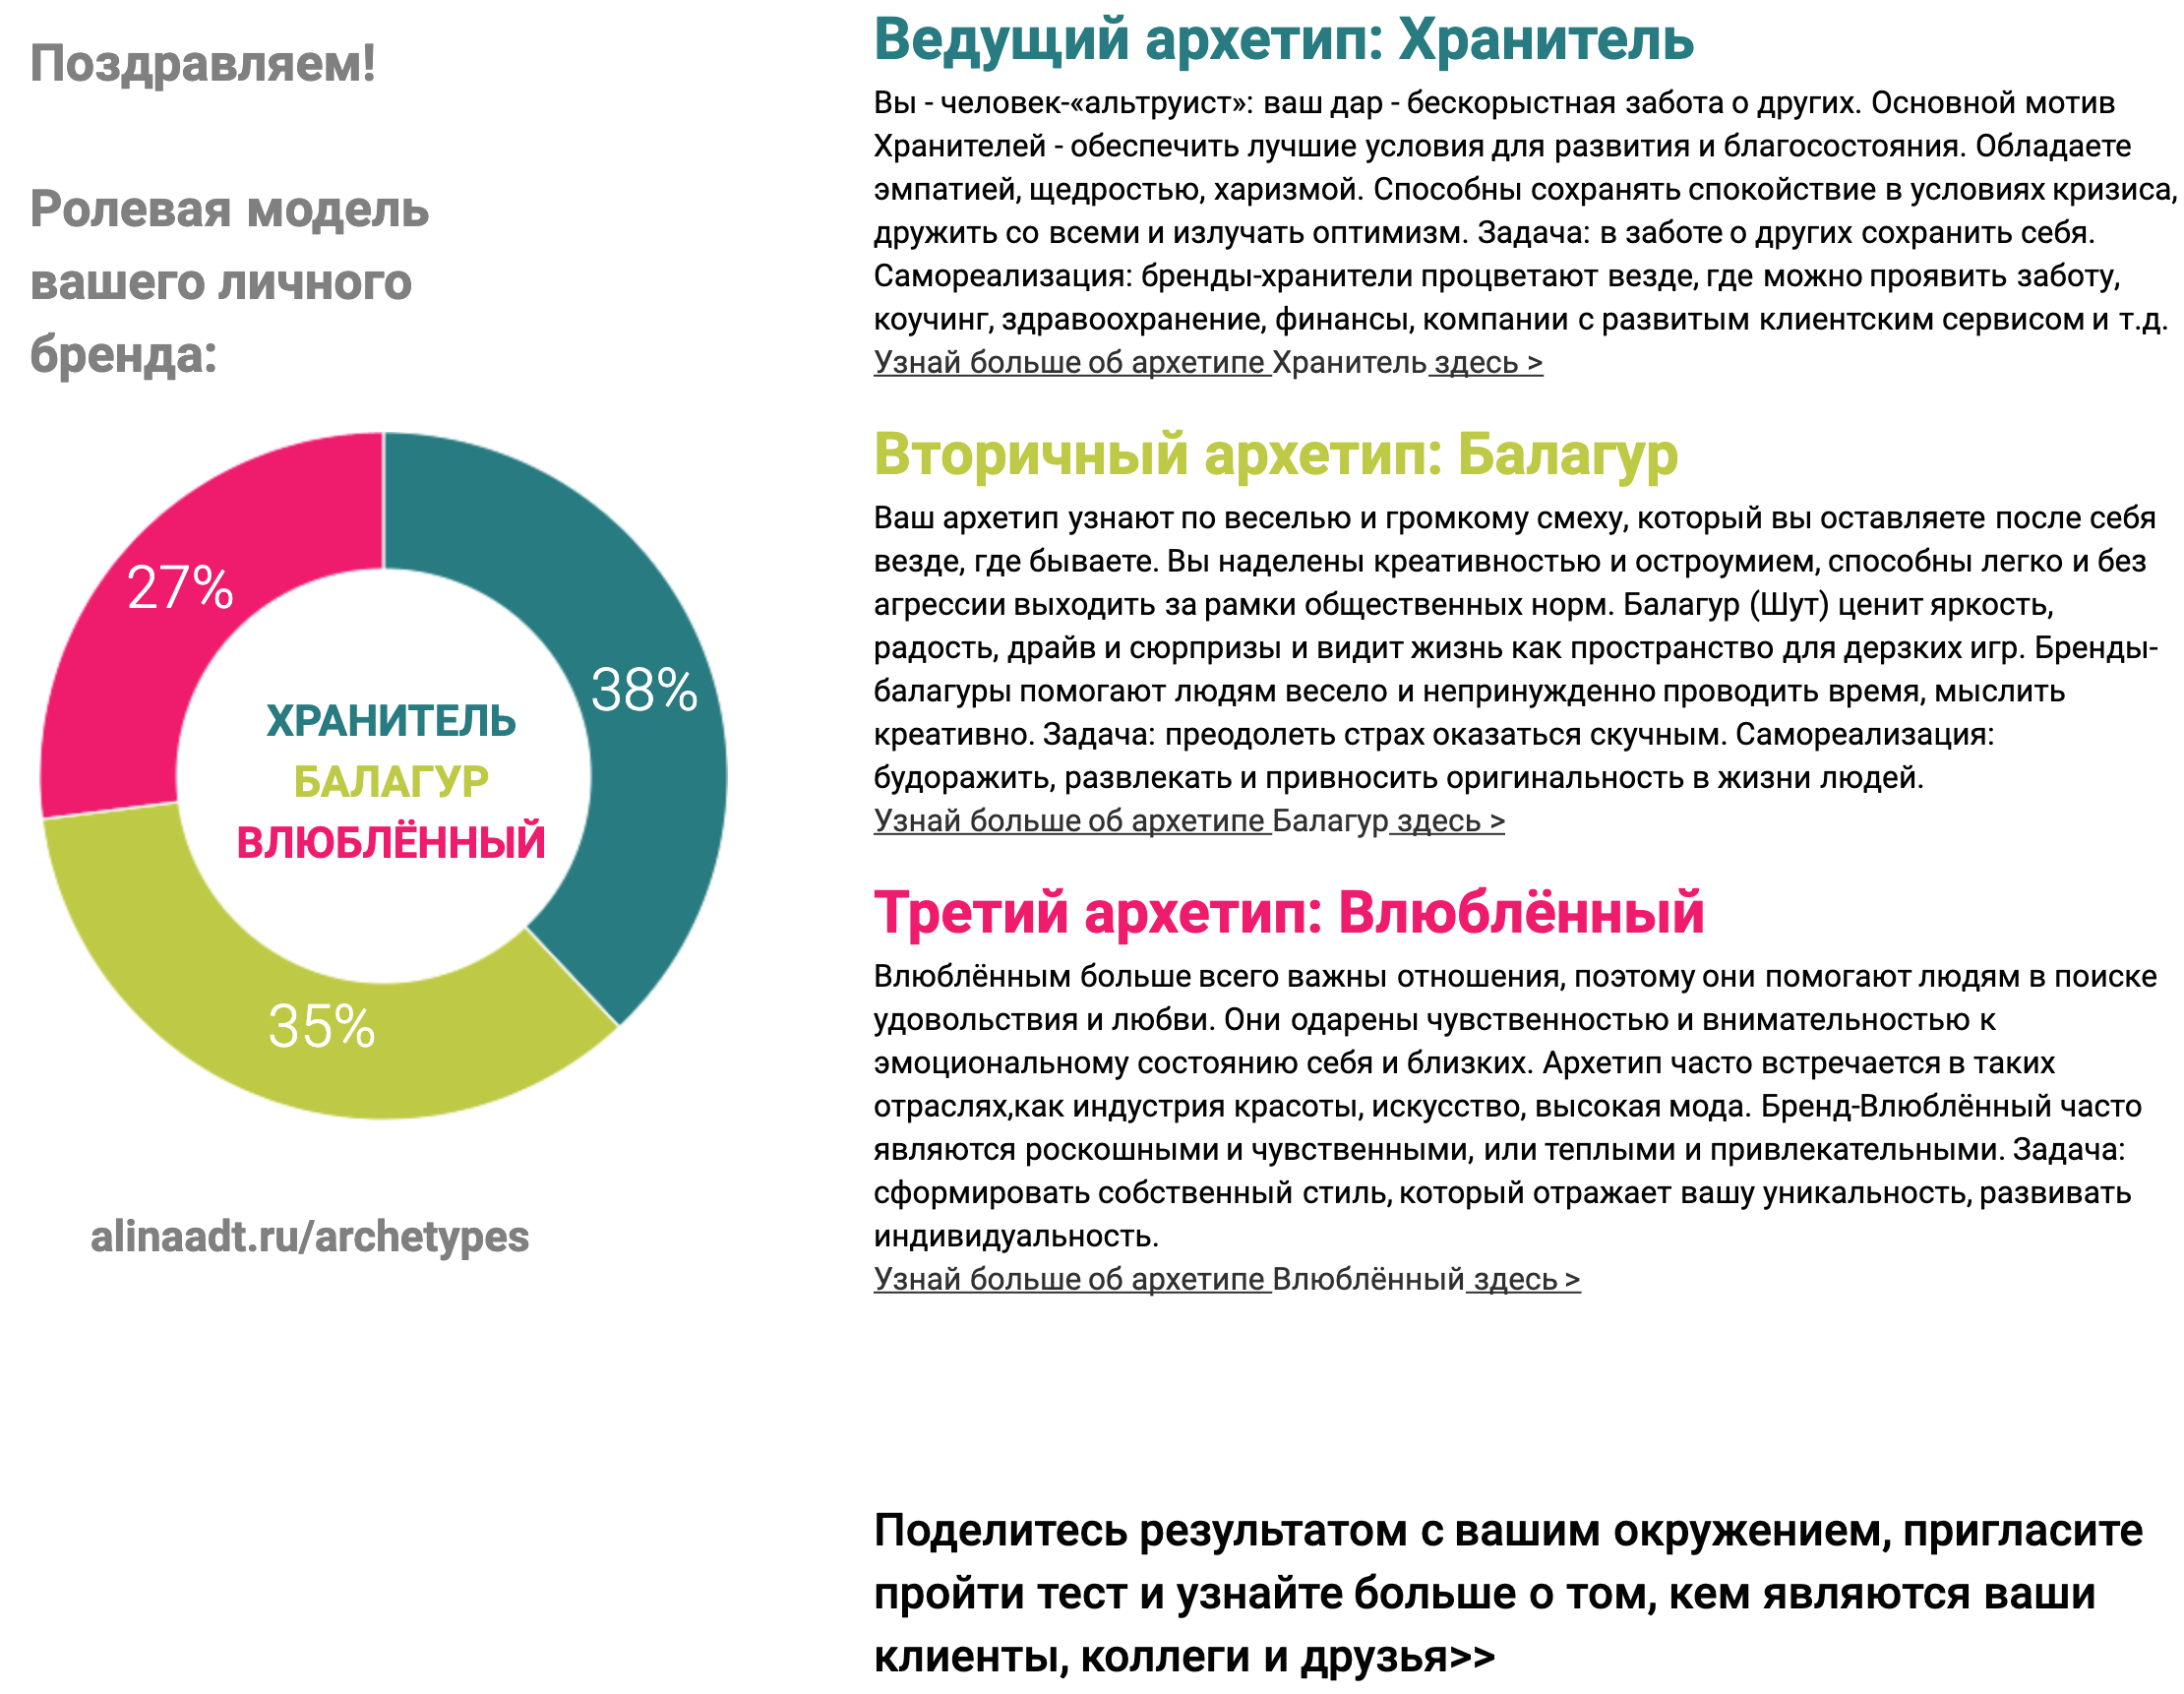 Поздравляем!
Ролевая модель
вашего личного
бренда:
27%
38%
ХРАНИТЕЛЬ
БАЛАГУР
ВЛЮБЛЁННЫЙ
35%
alinaadt.ru/archetypes
Ведущий архетип: Хранитель
Вы - человек-«альтруист»: ваш дар - бескорыстная забота о других. Основной мотив
Хранителей - обеспечить лучшие условия для развития и благосостояния. Обладаете
эмпатией, щедростью, харизмой. Способны сохранять спокойствие в условиях кризиса,
дружить со всеми и излучать оптимизм. Задача: в заботе о других сохранить себя.
Самореализация: бренды-хранители процветают везде, где можно проявить заботу,
коучинг, здравоохранение, финансы, компании с развитым клиентским сервисом и т.д.
Узнай больше об архетипе Хранитель здесь >
Вторичный архетип: Балагур
Ваш архетип узнают по веселью и громкому смеху, который вы оставляете после себя
везде, где бываете. Вы наделены креативностью и остроумием, способны легко и без
агрессии выходить за рамки общественных норм. Балагур (Шут) ценит яркость,
радость, драйв и сюрпризы и видит жизнь как пространство для дерзких игр. Бренды-
балагуры помогают людям весело и непринужденно проводить время, мыслить
креативно. Задача: преодолеть страх оказаться скучным. Самореализация:
будоражить, развлекать и привносить оригинальность в жизни людей.
Узнай больше об архетипе Балагур здесь >
Третий архетип: Влюблённый
Влюблённым больше всего важны отношения, поэтому они помогают людям в поиске
удовольствия и любви. Они одарены чувственностью и внимательностью к
эмоциональному состоянию себя и близких. Архетип часто встречается в таких
отраслях,как индустрия красоты, искусство, высокая мода. Бренд-Влюблённый часто
являются роскошными и чувственными, или теплыми и привлекательными. Задача:
сформировать собственный стиль, который отражает вашу уникальность, развивать
индивидуальность.
Узнай больше об архетипе Влюблённый здесь >
Поделитесь результатом с вашим окружением, пригласите
пройти тест и узнайте больше о том, кем являются ваши
клиенты, коллеги и друзья>>